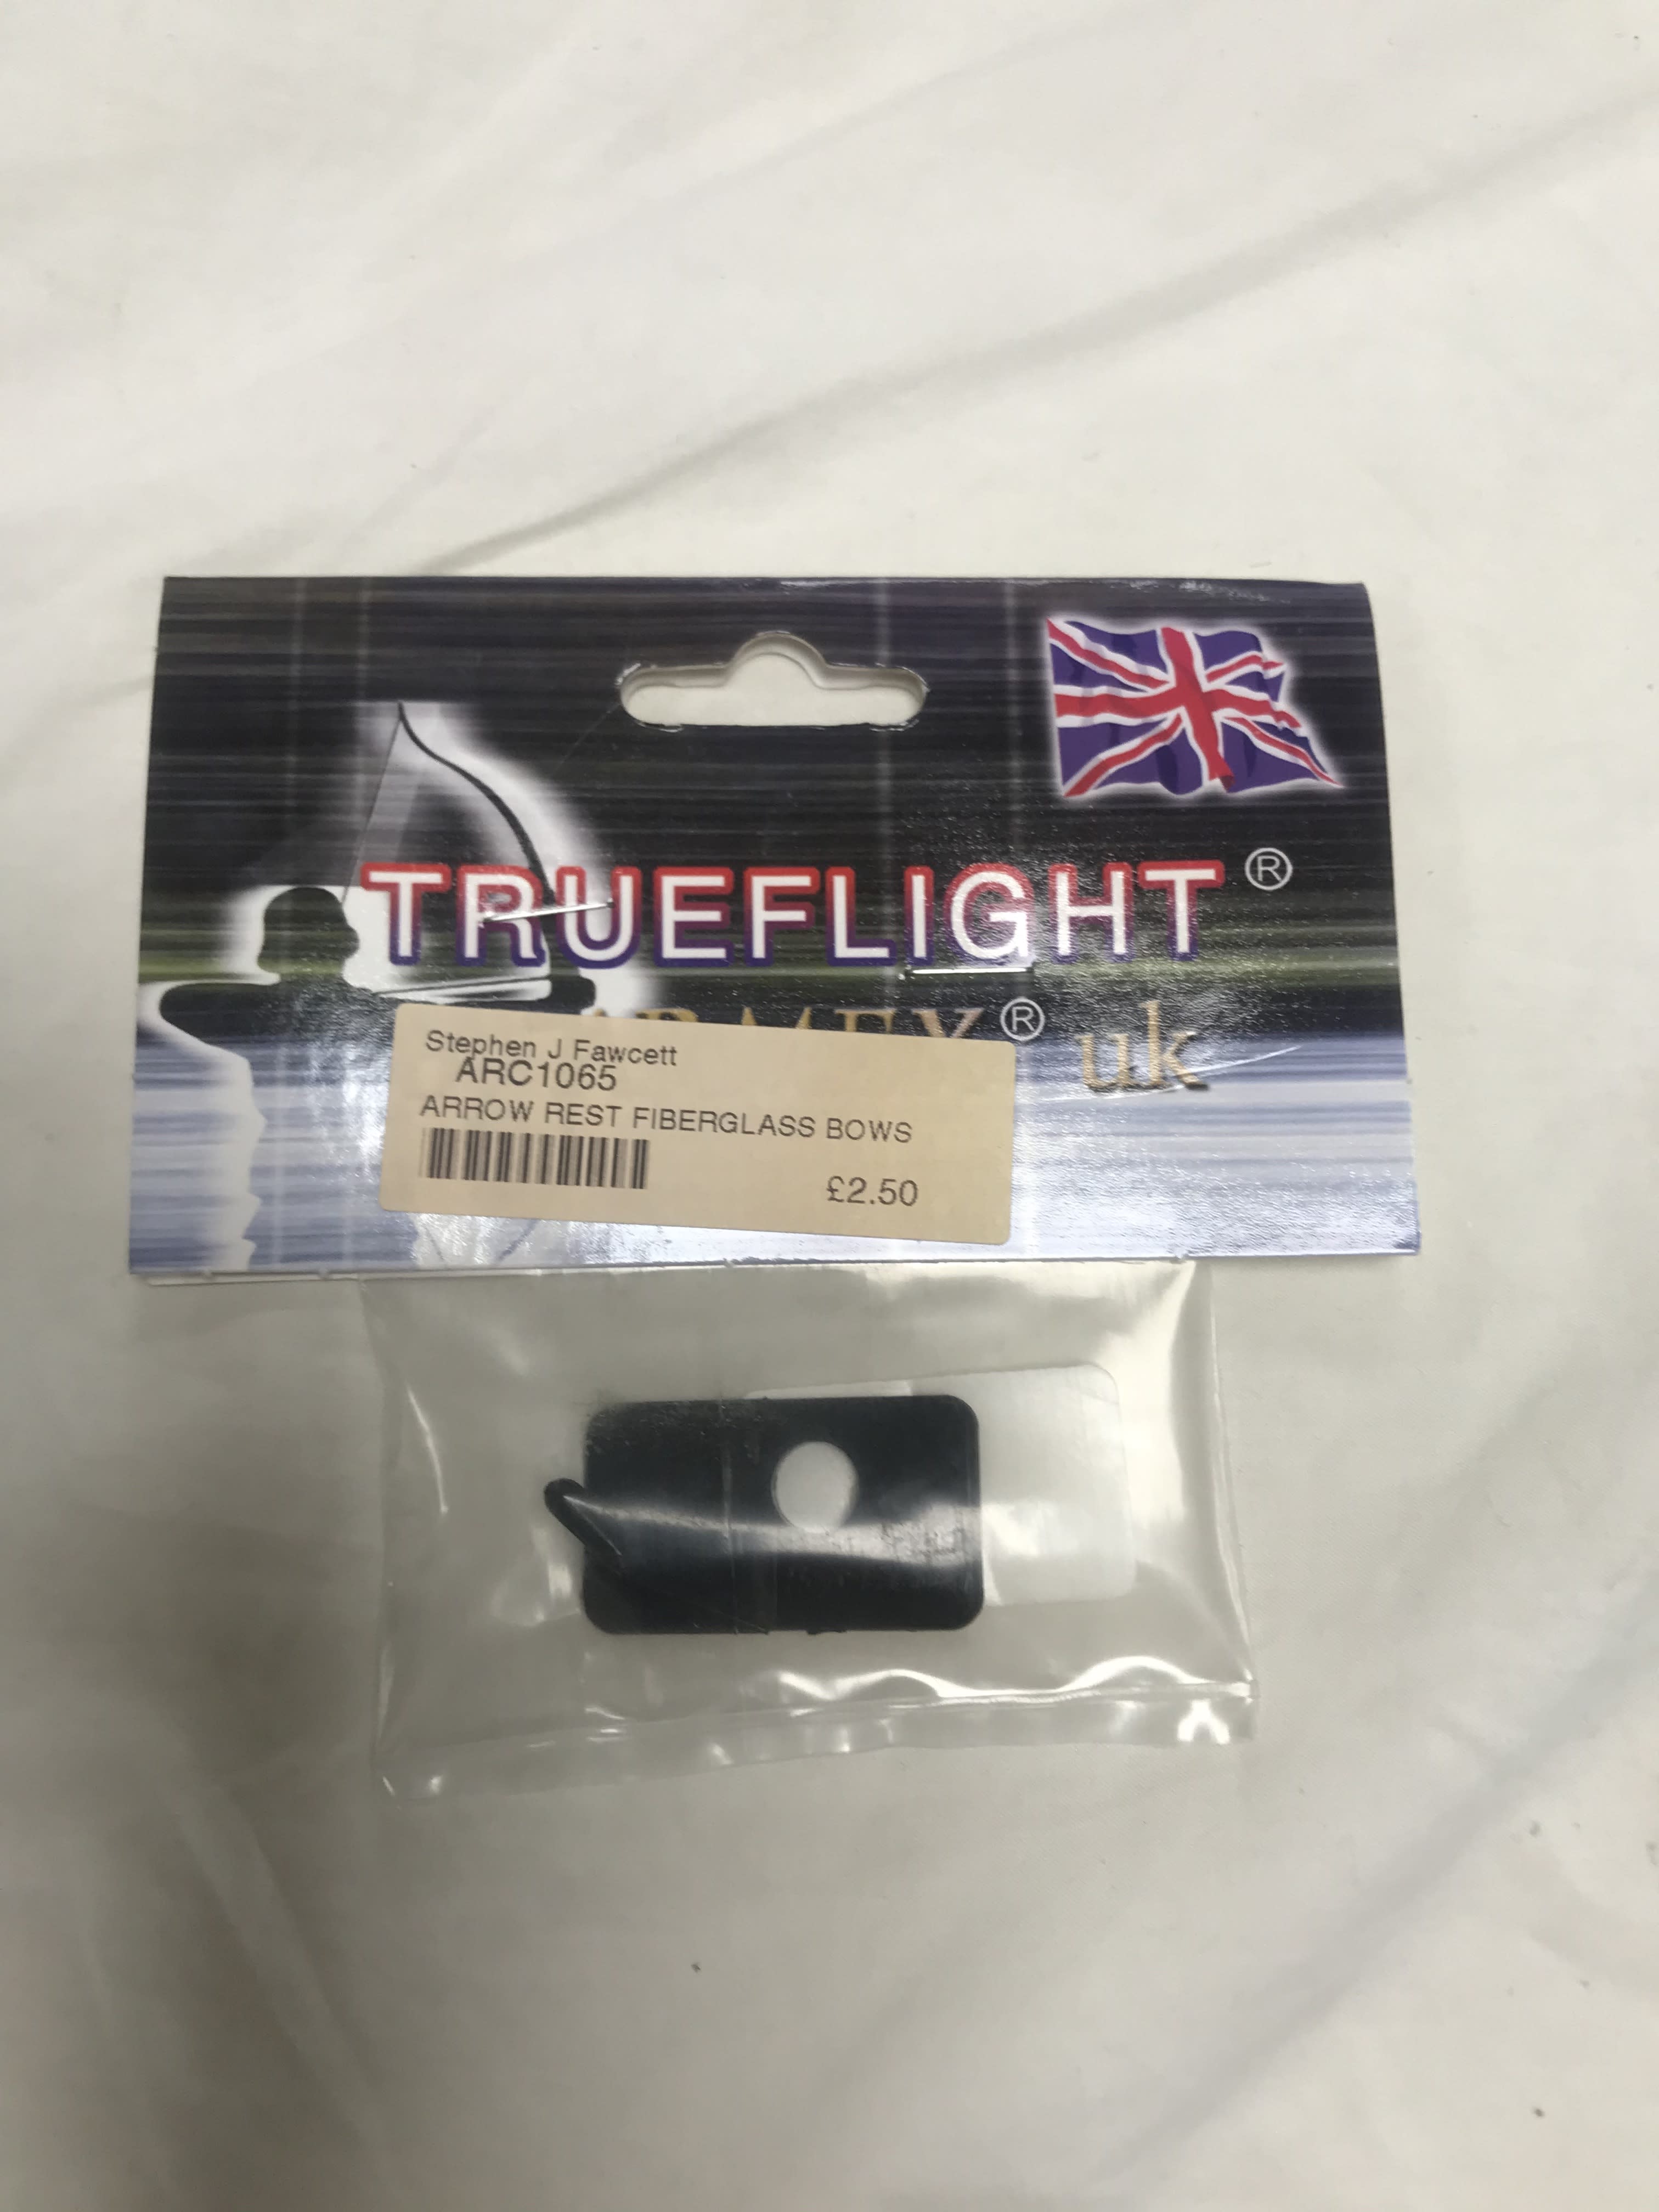 TRUEFLIGHT ®
® uk
Stephen J Fawcett
ARC1065
ARROW REST FIBERGLASS BOWS
£2.50